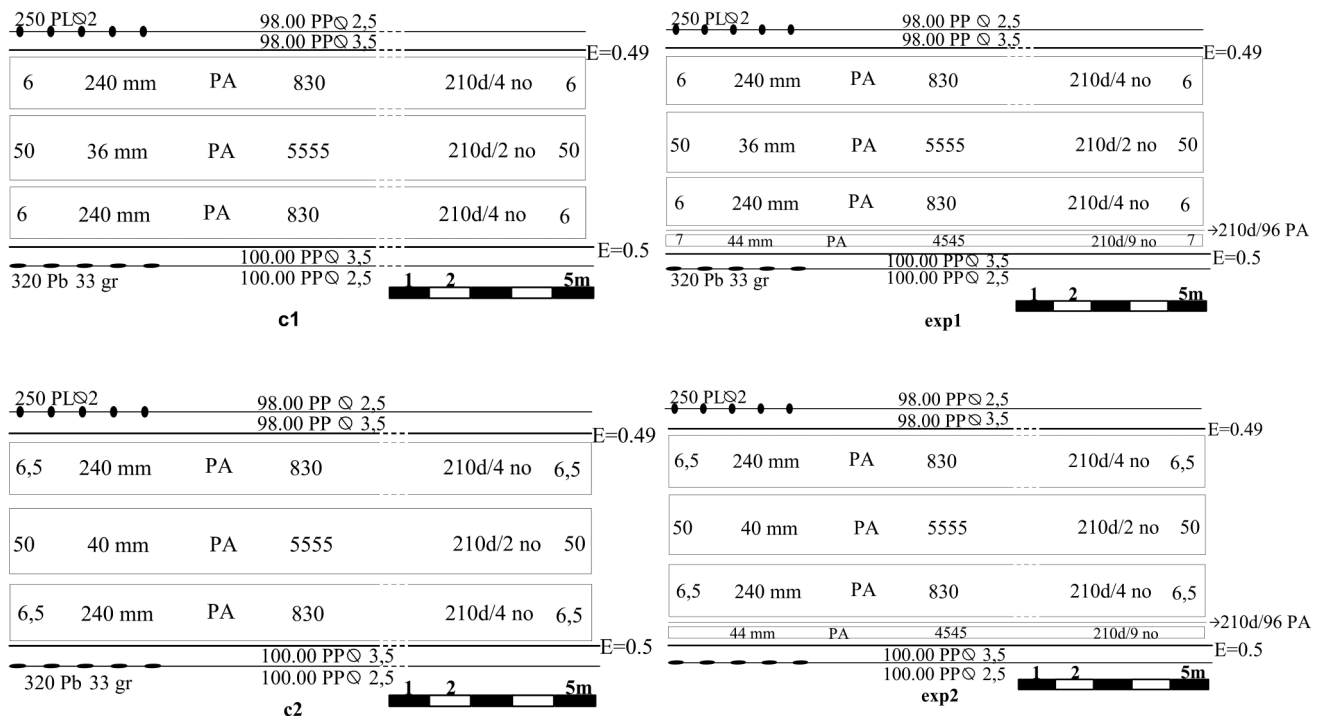 250 PL⦰2 98.00 PP⦰ 2,5
98.00 PP⦰ 3,5
E=0.49
6 240 mm PA 830 210d/4 no 6
50 36 mm PA 5555 210d/2 no 50
6 240 mm PA 830 210d/4 no 6
E=0.5
100.00 PP⦰ 3,5
320 Pb 33 gr 100.00 PP⦰ 2,5
1 2 5m
c1
250 PL⦰2 98.00 PP⦰ 2,5
98.00 PP⦰ 3,5
E=0.49
6 240 mm PA 830 210d/4 no 6
50 36 mm PA 5555 210d/2 no 50
6 240 mm PA 830 210d/4 no 6
→210d/96 PA
7 44 mm PA 4545 210d/9 no 7
E=0.5
100.00 PP⦰ 3,5
320 Pb 33 gr 100.00 PP⦰ 2,5
1 2 5m
exp1
250 PL⦰2 98.00 PP ⦰ 2,5
98.00 PP ⦰ 3,5
E=0.49
6,5 240 mm PA 830 210d/4 no 6,5
50 40 mm PA 5555 210d/2 no 50
6,5 240 mm PA 830 210d/4 no 6,5
E=0.5
100.00 PP⦰ 3,5
320 Pb 33 gr 100.00 PP⦰ 2,5
1 2 5m
c2
250 PL⦰2 98.00 PP ⦰ 2,5
98.00 PP⦰ 3,5
E=0.49
6,5 240 mm PA 830 210d/4 no 6,5
50 40 mm PA 5555 210d/2 no 50
6,5 240 mm PA 830 210d/4 no 6,5
→210d/96 PA
44 mm PA 4545 210d/9 no
E=0.5
100.00 PP⦰ 3,5
100.00 PP⦰ 2,5
1 2 5m
exp2